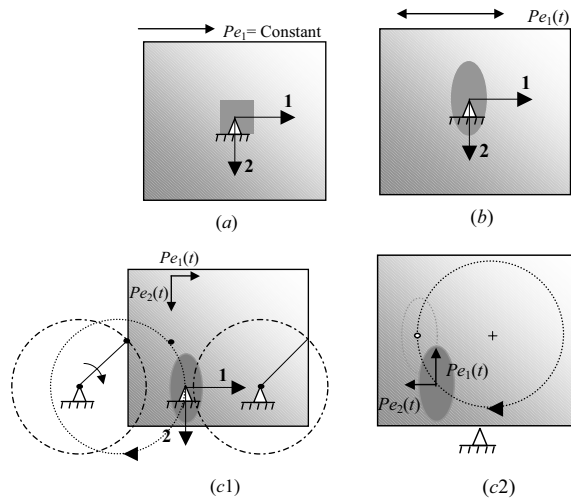 Pe₁= Constant
1
2
(a)
Pe₁(t)
1
2
(b)
Pe₁(t)
Pe₂(t)
1
2
(c1)
Pe₁(t)
Pe₂(t)
(c2)